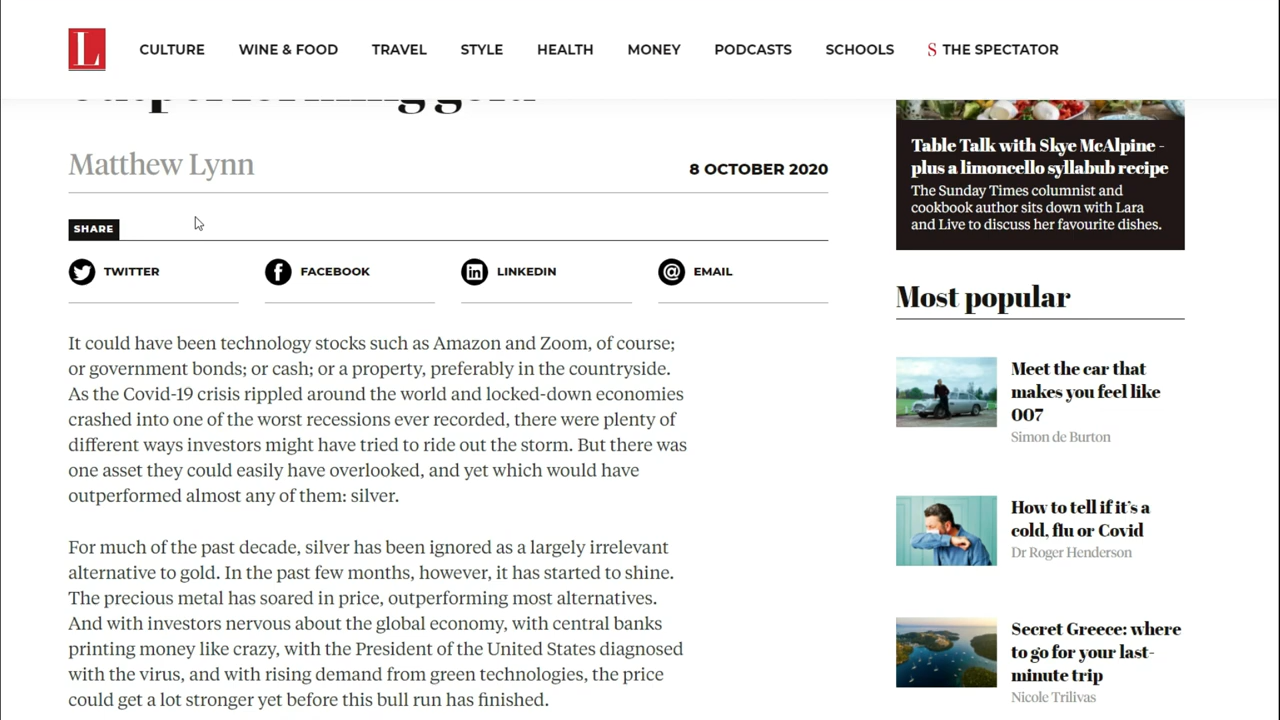 L
CULTURE WINE & FOOD TRAVEL STYLE HEALTH MONEY PODCASTS SCHOOLS S THE SPECTATOR
Matthew Lynn
8 OCTOBER 2020
SHARE
TWITTER FACEBOOK LINKEDIN EMAIL
It could have been technology stocks such as Amazon and Zoom, of course;
or government bonds; or cash; or a property, preferably in the countryside.
As the Covid-19 crisis rippled around the world and locked-down economies
crashed into one of the worst recessions ever recorded, there were plenty of
different ways investors might have tried to ride out the storm. But there was
one asset they could easily have overlooked, and yet which would have
outperformed almost any of them: silver.
For much of the past decade, silver has been ignored as a largely irrelevant
alternative to gold. In the past few months, however, it has started to shine.
The precious metal has soared in price, outperforming most alternatives.
And with investors nervous about the global economy, with central banks
printing money like crazy, with the President of the United States diagnosed
with the virus, and with rising demand from green technologies, the price
could get a lot stronger yet before this bull run has finished.
Table Talk with Skye McAlpine -
plus a limoncello syllabub recipe
The Sunday Times columnist and
cookbook author sits down with Lara
and Live to discuss her favourite dishes.
Most popular
Meet the car that
makes you feel like
007
Simon de Burton
How to tell if it's a
cold, flu or Covid
Dr Roger Henderson
Secret Greece: where
to go for your last-
minute trip
Nicole Trilivas